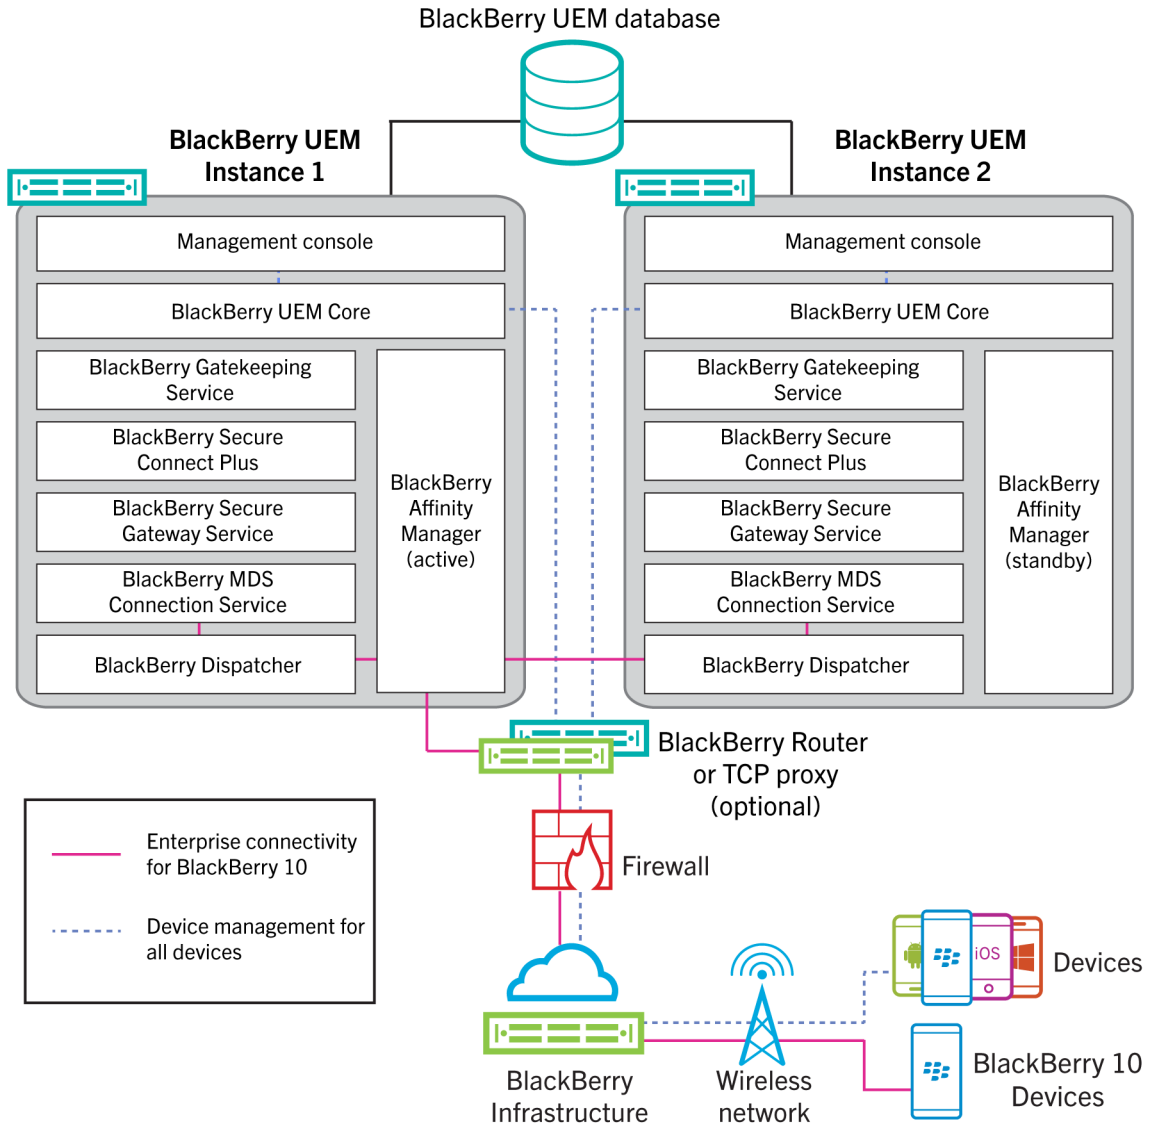 BlackBerry UEM database
BlackBerry UEM
Instance 1
BlackBerry UEM
Instance 2
Management console
BlackBerry UEM Core
BlackBerry Gatekeeping
Service
BlackBerry Secure
Connect Plus
BlackBerry Secure
Gateway Service
BlackBerry MDS
Connection Service
BlackBerry Dispatcher
BlackBerry
Affinity
Manager
(active)
Management console
BlackBerry UEM Core
BlackBerry Gatekeeping
Service
BlackBerry Secure
Connect Plus
BlackBerry Secure
Gateway Service
BlackBerry MDS
Connection Service
BlackBerry Dispatcher
BlackBerry
Affinity
Manager
(standby)
BlackBerry Router
or TCP proxy
(optional)
Enterprise connectivity
for BlackBerry 10
Device management for
all devices
Firewall
iOS
Devices
BlackBerry
Infrastructure
Wireless
network
BlackBerry 10
Devices